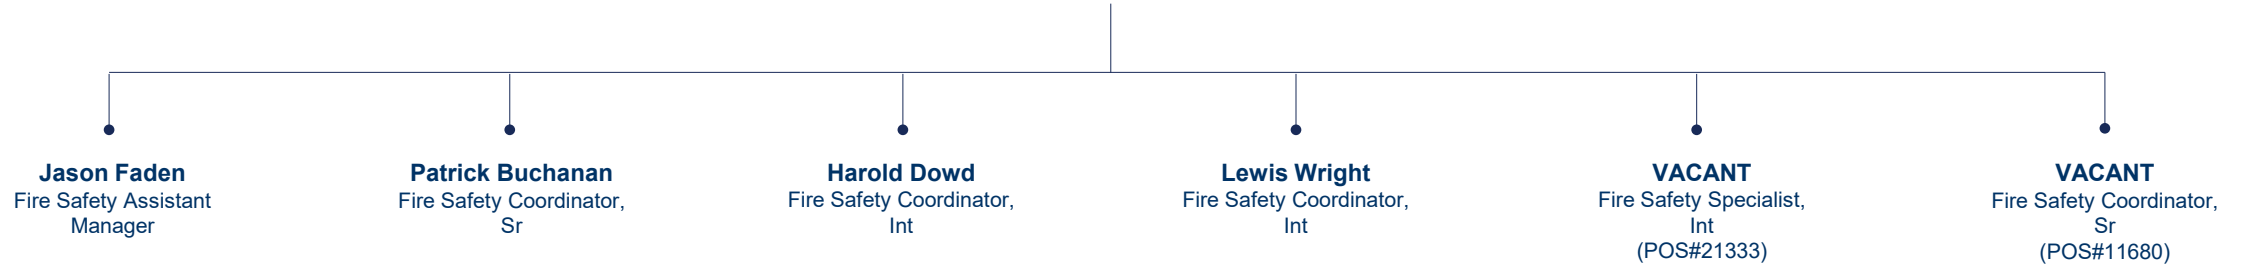 Jason Faden
Fire Safety Assistant
Manager
Patrick Buchanan
Fire Safety Coordinator,
Sr
Harold Dowd
Fire Safety Coordinator,
Int
Lewis Wright
Fire Safety Coordinator,
Int
VACANT
Fire Safety Specialist,
Int
(POS#21333)
VACANT
Fire Safety Coordinator,
Sr
(POS#11680)